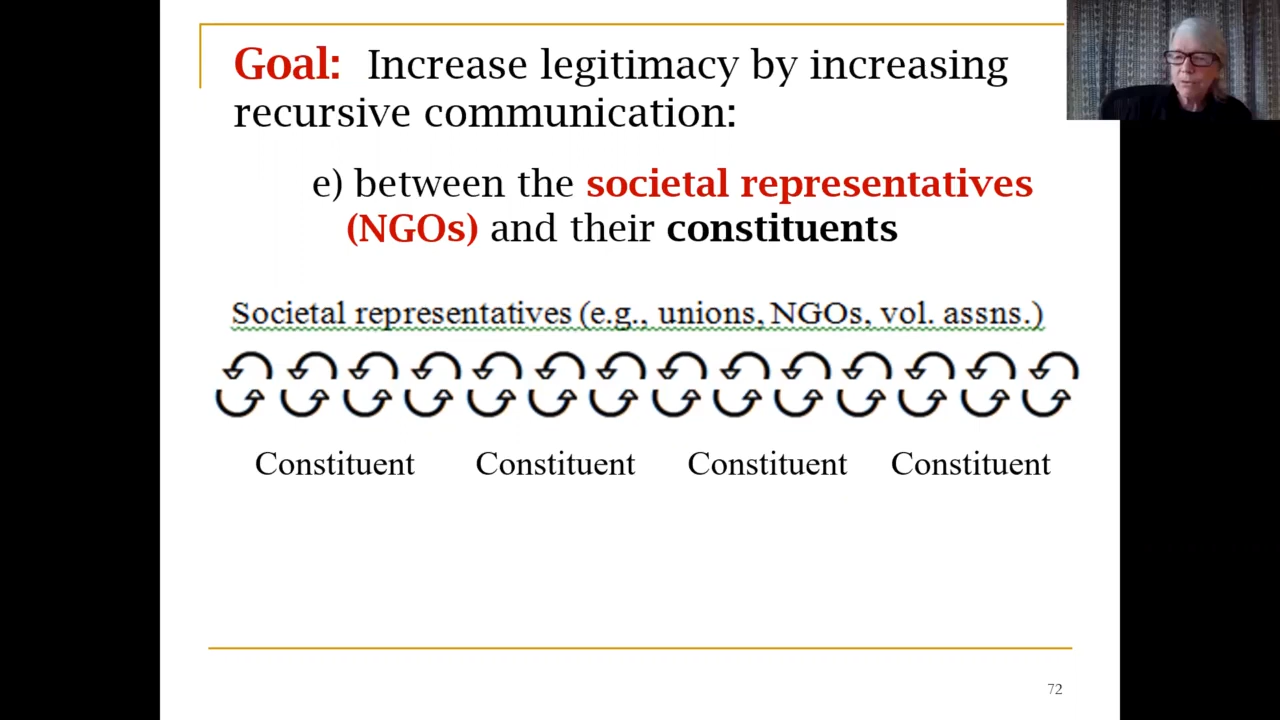 Goal: Increase legitimacy by increasing
recursive communication:
e) between the societal representatives
(NGOs) and their constituents
Societal representatives (e.g., unions, NGOs, vol. assns.)
Constituent Constituent Constituent Constituent
72